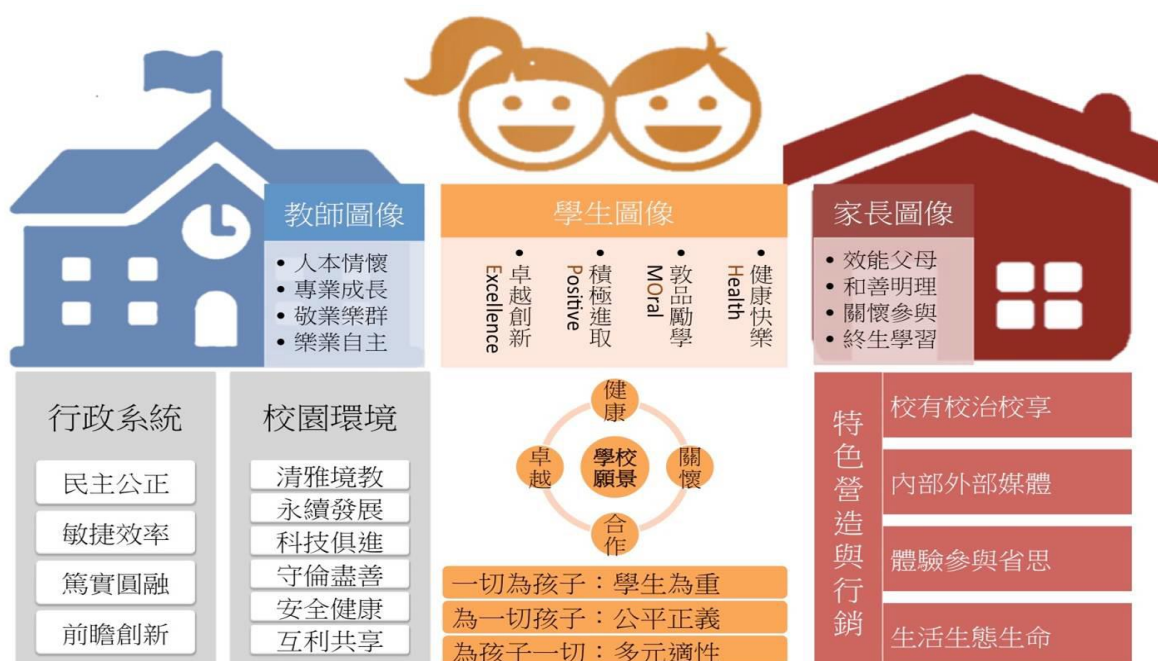 教師圖像
• 人本情懷
• 專業成長
• 敬業樂群
• 樂業自主
學生圖像
• 健康快樂
Health
• 敦品勵學
MOral
• 積極進取
Positive
• 卓越創新
Excellence
家長圖像
• 效能父母
• 和善明理
• 關懷參與
• 終生學習
行政系統
民主公正
敏捷效率
篤實圓融
前瞻創新
校園環境
清雅境教
永續發展
科技俱進
守倫盡善
安全健康
互利共享
學校
願景
健康
關懷
合作
卓越
一切為孩子：學生為重
為一切孩子：公平正義
為孩子一切：多元適性
特色營造與行銷
校有校治校享
內部外部媒體
體驗參與省思
生活生態生命